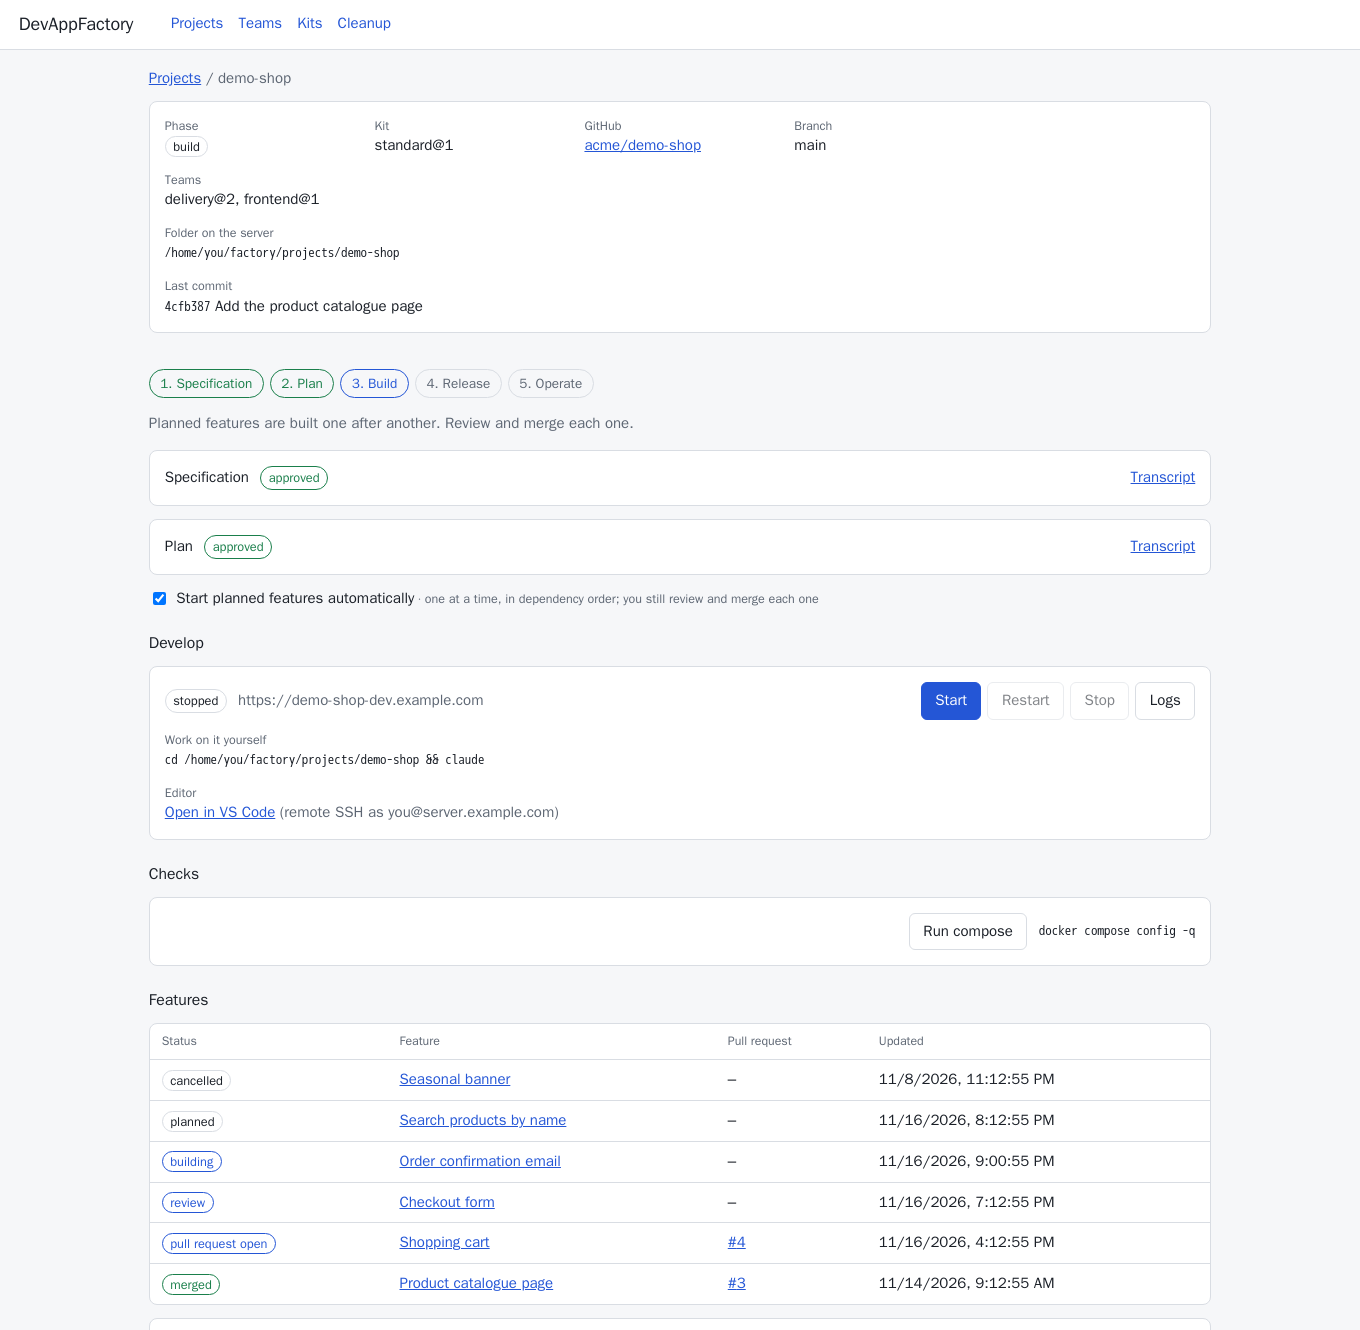 DevAppFactory Projects Teams Kits Cleanup
Projects / demo-shop
Phase Kit GitHub Branch
build standard@1 acme/demo-shop main
Teams
delivery@2, frontend@1
Folder on the server
/home/you/factory/projects/demo-shop
Last commit
4cfb387 Add the product catalogue page
1. Specification 2. Plan 3. Build 4. Release 5. Operate
Planned features are built one after another. Review and merge each one.
Specification approved Transcript
Plan approved Transcript
Start planned features automatically · one at a time, in dependency order; you still review and merge each one
Develop
stopped https://demo-shop-dev.example.com Start Restart Stop Logs
Work on it yourself
cd /home/you/factory/projects/demo-shop && claude
Editor
Open in VS Code (remote SSH as you@server.example.com)
Checks
Run compose docker compose config -q
Features
Status Feature Pull request Updated
cancelled Seasonal banner – 11/8/2026, 11:12:55 PM
planned Search products by name – 11/16/2026, 8:12:55 PM
building Order confirmation email – 11/16/2026, 9:00:55 PM
review Checkout form – 11/16/2026, 7:12:55 PM
pull request open Shopping cart #4 11/16/2026, 4:12:55 PM
merged Product catalogue page #3 11/14/2026, 9:12:55 AM